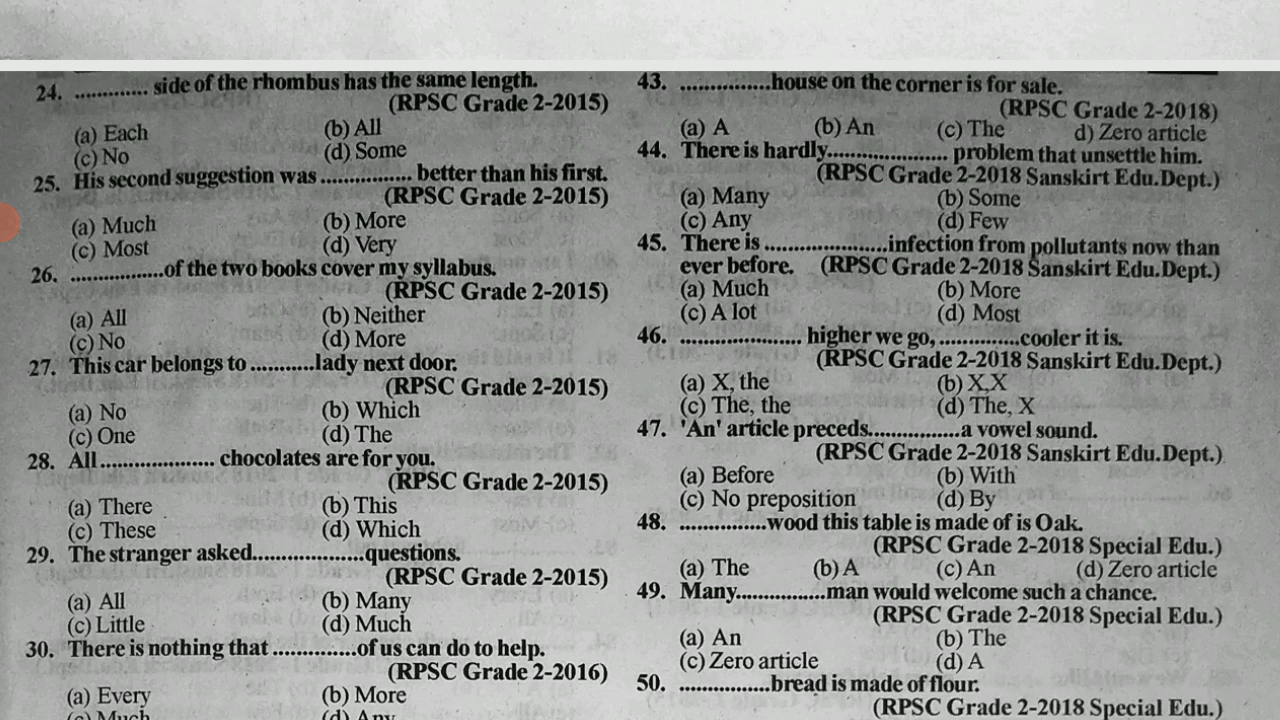 24. ............. side of the rhombus has the same length.
(RPSC Grade 2-2015)
(a) Each (b) All
(c) No (d) Some
25. His second suggestion was ................ better than his first.
(RPSC Grade 2-2015)
(a) Much (b) More
(c) Most (d) Very
26. ................of the two books cover my syllabus.
(RPSC Grade 2-2015)
(a) All (b) Neither
(c) No (d) More
27. This car belongs to ...........lady next door.
(RPSC Grade 2-2015)
(a) No (b) Which
(c) One (d) The
28. All .................... chocolates are for you.
(RPSC Grade 2-2015)
(a) There (b) This
(c) These (d) Which
29. The stranger asked....................questions.
(RPSC Grade 2-2015)
(a) All (b) Many
(c) Little (d) Much
30. There is nothing that ..............of us can do to help.
(RPSC Grade 2-2016)
(a) Every (b) More
(c) Much (d) Any
43. ................house on the corner is for sale.
(RPSC Grade 2-2018)
(a) A (b) An (c) The d) Zero article
44. There is hardly..................... problem that unsettle him.
(RPSC Grade 2-2018 Sanskirt Edu.Dept.)
(a) Many (b) Some
(c) Any (d) Few
45. There is ......................infection from pollutants now than
ever before. (RPSC Grade 2-2018 Sanskirt Edu.Dept.)
(a) Much (b) More
(c) A lot (d) Most
46. ..................... higher we go, ..............cooler it is.
(RPSC Grade 2-2018 Sanskirt Edu.Dept.)
(a) X, the (b) X,X
(c) The, the (d) The, X
47. 'An' article preceds................a vowel sound.
(RPSC Grade 2-2018 Sanskirt Edu.Dept.)
(a) Before (b) With
(c) No preposition (d) By
48. ...............wood this table is made of is Oak.
(RPSC Grade 2-2018 Special Edu.)
(a) The (b) A (c) An (d) Zero article
49. Many................man would welcome such a chance.
(RPSC Grade 2-2018 Special Edu.)
(a) An (b) The
(c) Zero article (d) A
50. ................bread is made of flour.
(RPSC Grade 2-2018 Special Edu.)